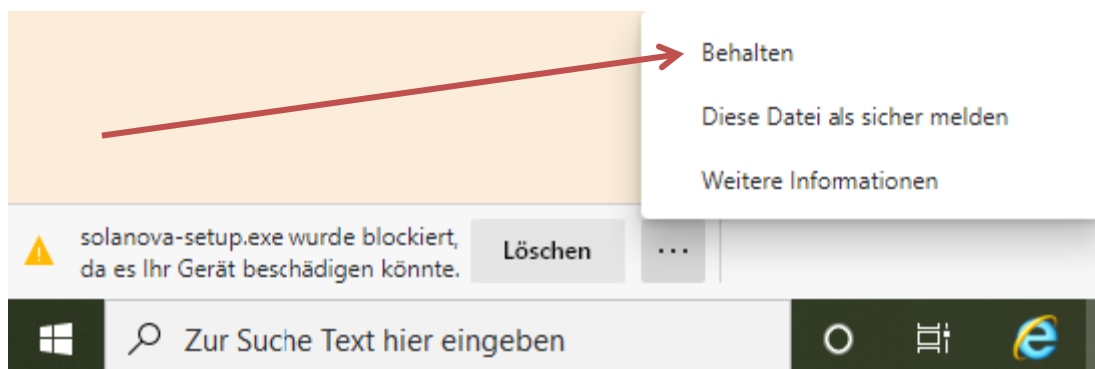 Behalten
Diese Datei als sicher melden
Weitere Informationen
solanova-setup.exe wurde blockiert,
da es Ihr Gerät beschädigen könnte.
Löschen
...
Zur Suche Text hier eingeben